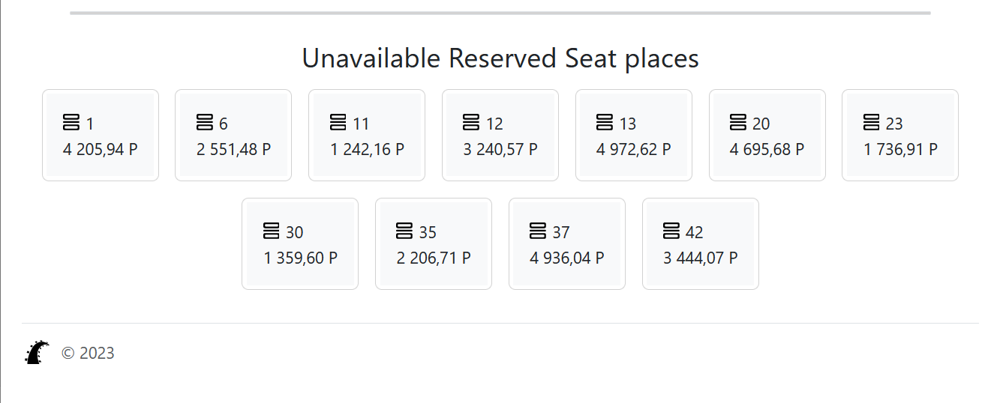 Unavailable Reserved Seat places
1
4 205,94 Р
6
2 551,48 Р
11
1 242,16 Р
12
3 240,57 Р
13
4 972,62 Р
20
4 695,68 Р
23
1 736,91 Р
30
1 359,60 Р
35
2 206,71 Р
37
4 936,04 Р
42
3 444,07 Р
© 2023